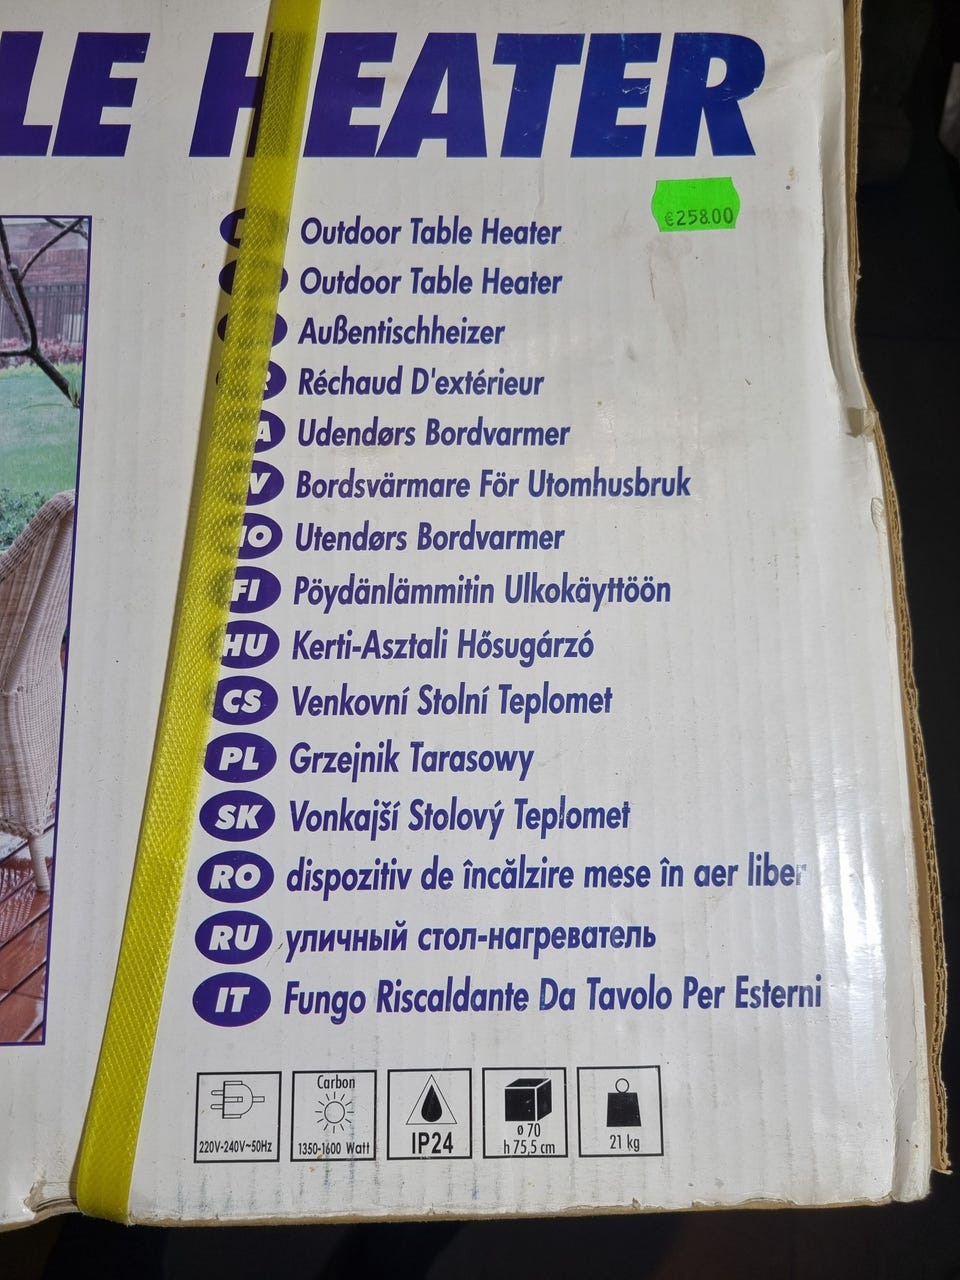 LE HEATER
€258.00
Outdoor Table Heater
Outdoor Table Heater
Außentischheizer
R Réchaud D'extérieur
A Udendørs Bordvarmer
V Bordsvärmare För Utomhusbruk
NO Utendørs Bordvarmer
FI Pöydänlämmitin Ulkokäyttöön
HU Kerti-Asztali Hősugárzó
CS Venkovní Stolní Teplomet
PL Grzejnik Tarasowy
SK Vonkajší Stolový Teplomet
RO dispozitiv de încălzire mese în aer liber
RU уличный стол-нагреватель
IT Fungo Riscaldante Da Tavolo Per Esterni
220V-240V~50Hz
Carbon
1350-1600 Watt
IP24
ø 70
h 75,5 cm
21 kg